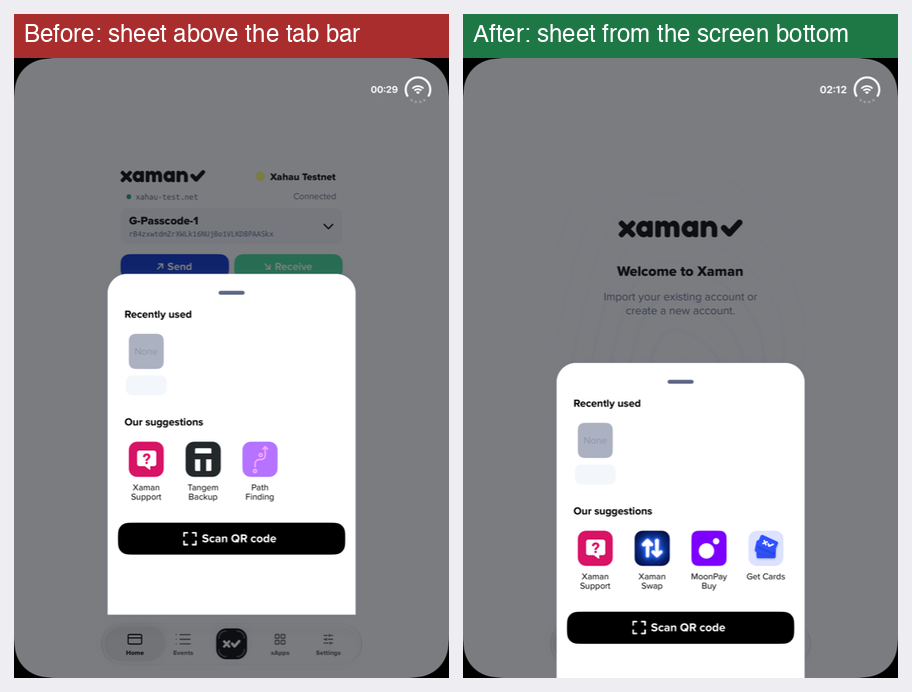 Before: sheet above the tab bar
00:29
xaman
Xahau Testnet
xahau-test.net
Connected
G-Passcode-1
Send
Receive
Recently used
None
Our suggestions
Xaman Support
Tangem Backup
Path Finding
Scan QR code
Home
Events
xApps
Settings
After: sheet from the screen bottom
02:12
xaman
Welcome to Xaman
Import your existing account or
create a new account.
Recently used
None
Our suggestions
Xaman Support
Xaman Swap
MoonPay Buy
Get Cards
Scan QR code